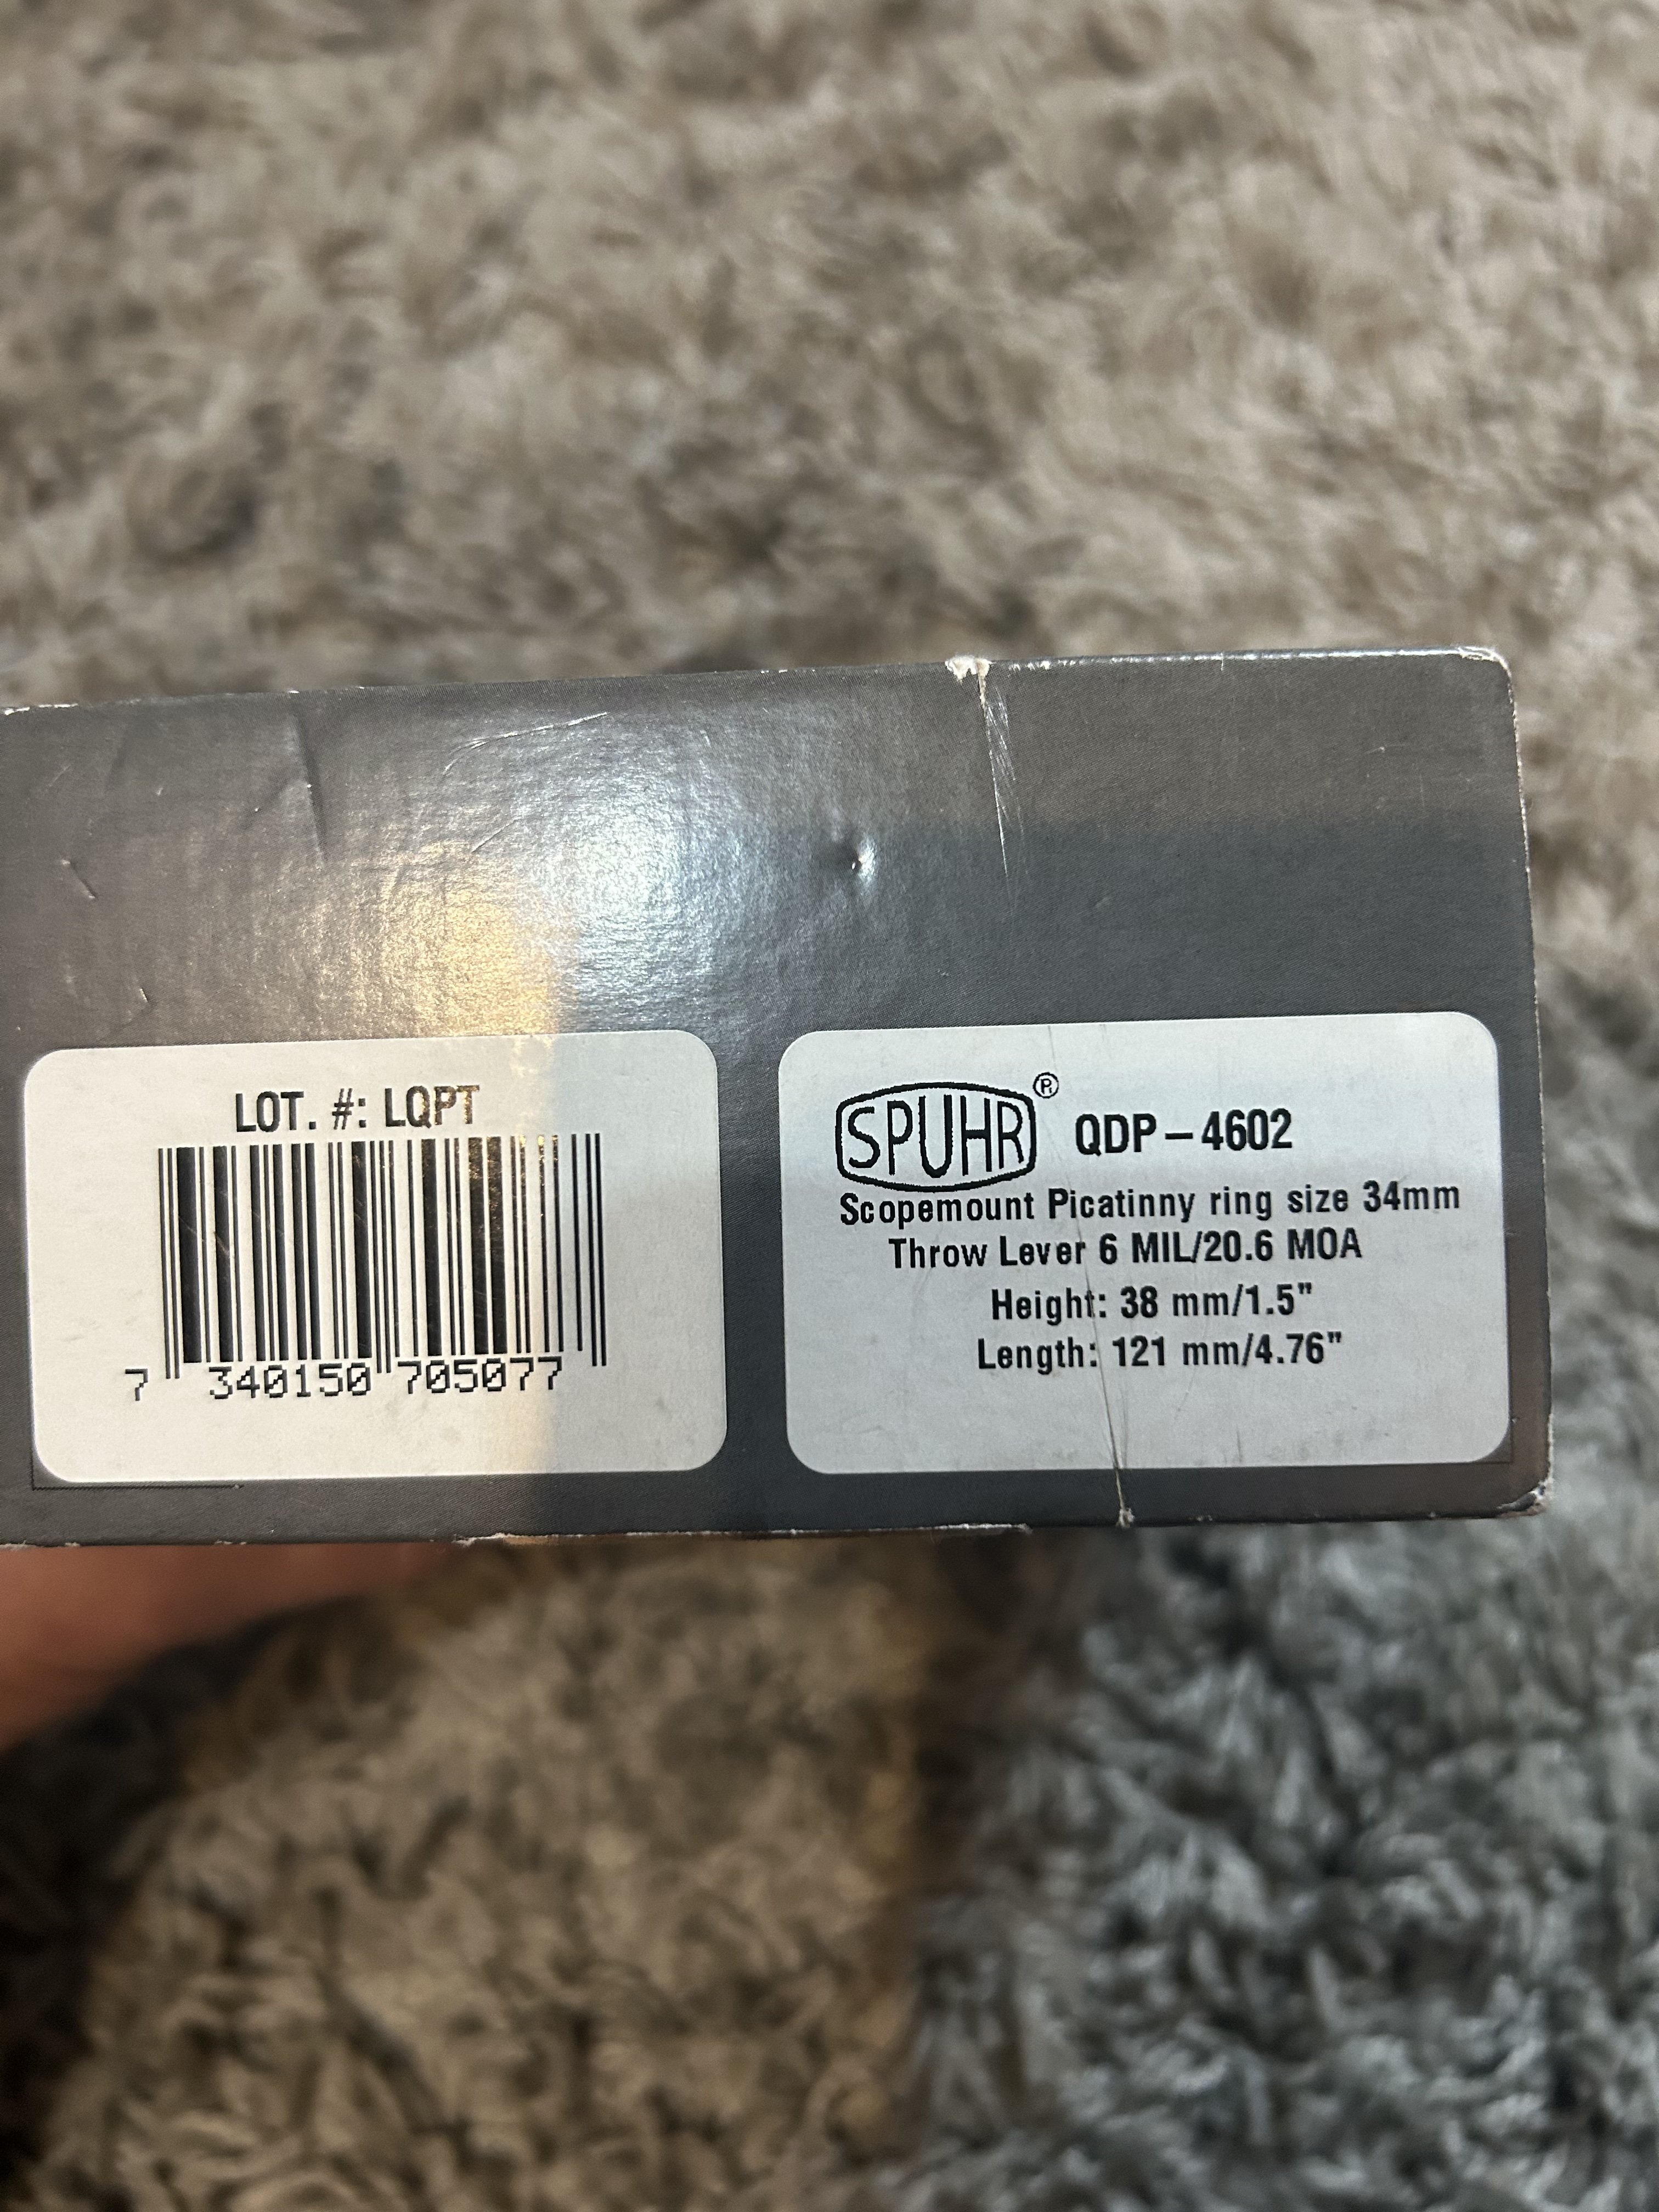 LOT. #: LQPT
7 340150 705077
SPUHR® QDP-4602
Scopemount Picatinny ring size 34mm
Throw Lever 6 MIL/20.6 MOA
Height: 38 mm/1.5"
Length: 121 mm/4.76"